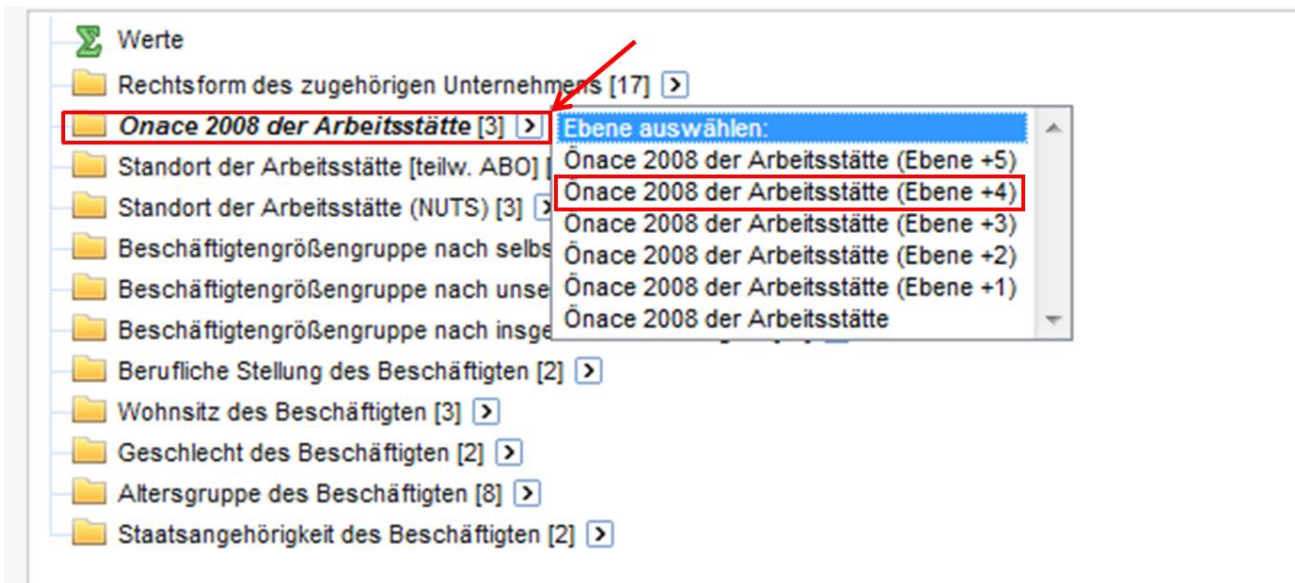 Werte
Rechtsform des zugehörigen Unternehmens [17]
Önace 2008 der Arbeitsstätte [3]
Ebene auswählen:
Önace 2008 der Arbeitsstätte (Ebene +5)
Önace 2008 der Arbeitsstätte (Ebene +4)
Önace 2008 der Arbeitsstätte (Ebene +3)
Önace 2008 der Arbeitsstätte (Ebene +2)
Önace 2008 der Arbeitsstätte (Ebene +1)
Önace 2008 der Arbeitsstätte
Standort der Arbeitsstätte [teilw. ABO] [
Standort der Arbeitsstätte (NUTS) [3]
Beschäftigtengrößengruppe nach selbs
Beschäftigtengrößengruppe nach unse
Beschäftigtengrößengruppe nach insge
Berufliche Stellung des Beschäftigten [2]
Wohnsitz des Beschäftigten [3]
Geschlecht des Beschäftigten [2]
Altersgruppe des Beschäftigten [8]
Staatsangehörigkeit des Beschäftigten [2]